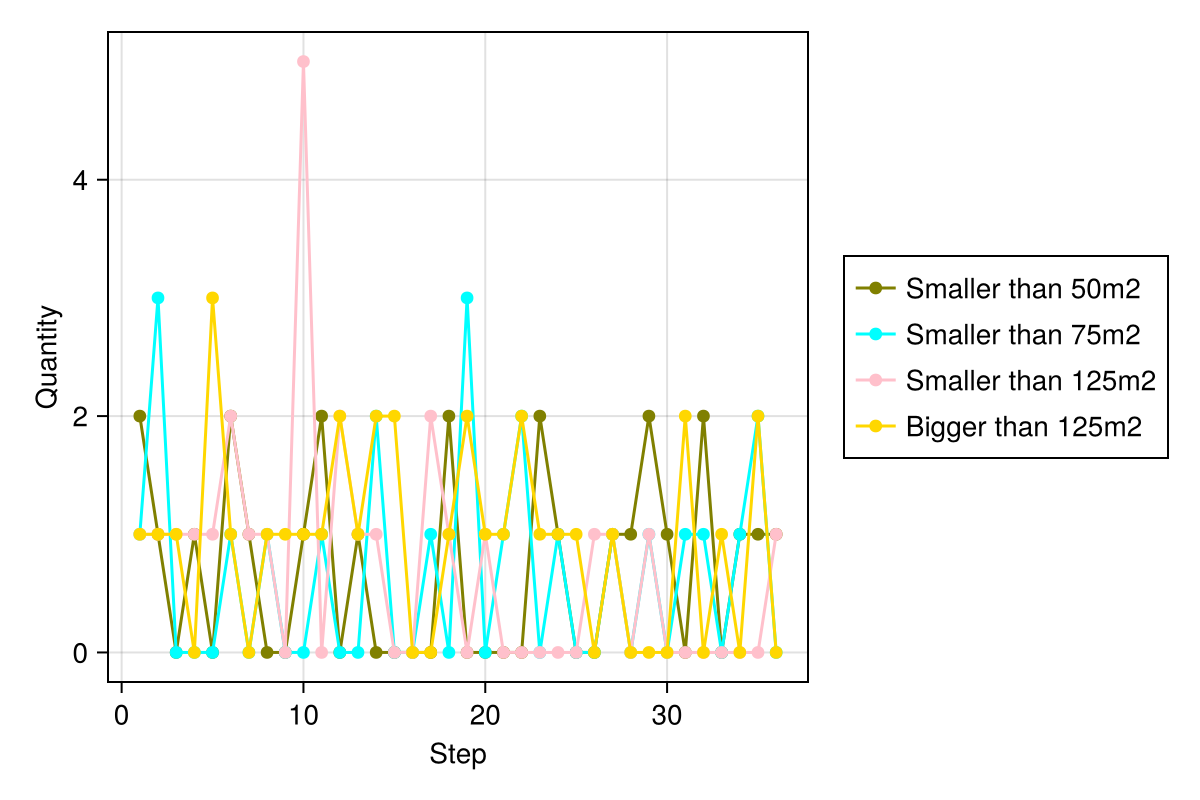 Quantity
4
2
0
0
10
20
30
Step
Smaller than 50m2
Smaller than 75m2
Smaller than 125m2
Bigger than 125m2